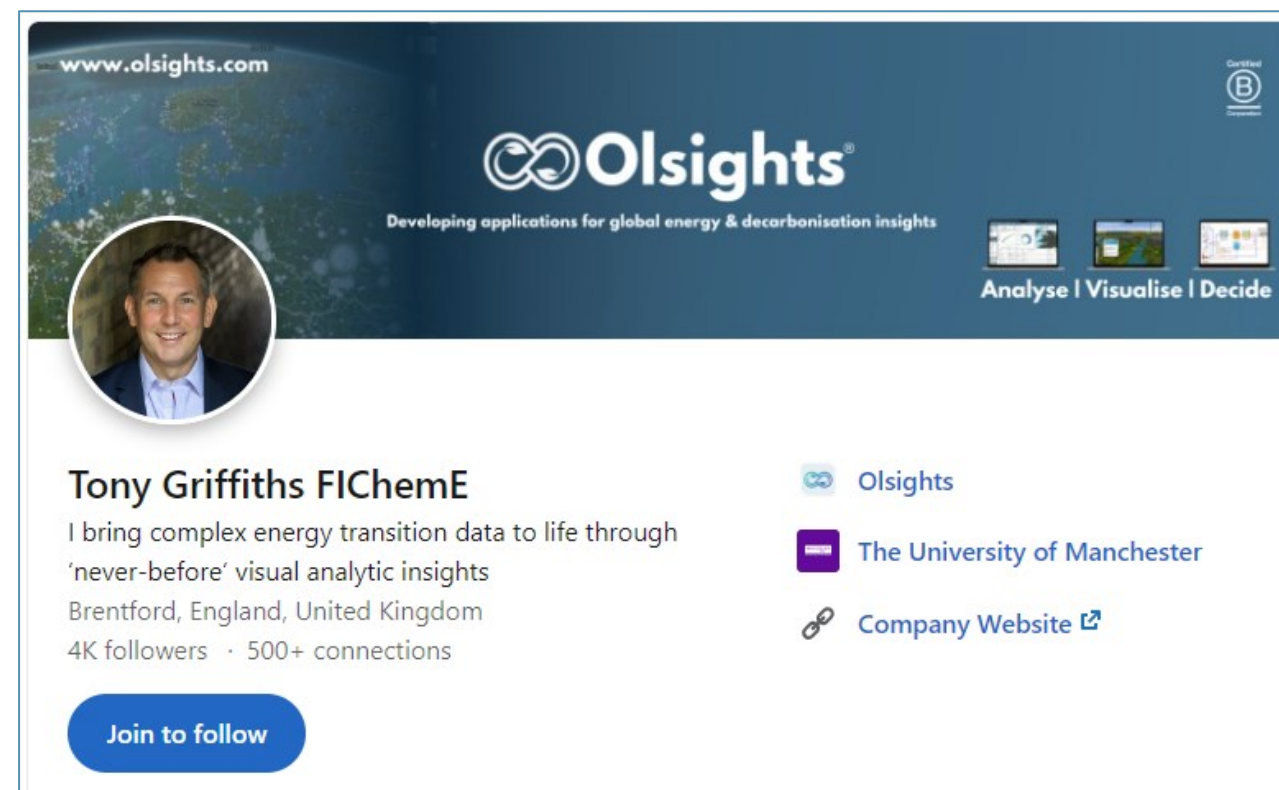 www.olsights.com
Certified
B
Corporation
Olsights®
Developing applications for global energy & decarbonisation insights
Analyse | Visualise | Decide
Tony Griffiths FIChemE
I bring complex energy transition data to life through
'never-before' visual analytic insights
Brentford, England, United Kingdom
4K followers · 500+ connections
Join to follow
Olsights
The University of Manchester
Company Website